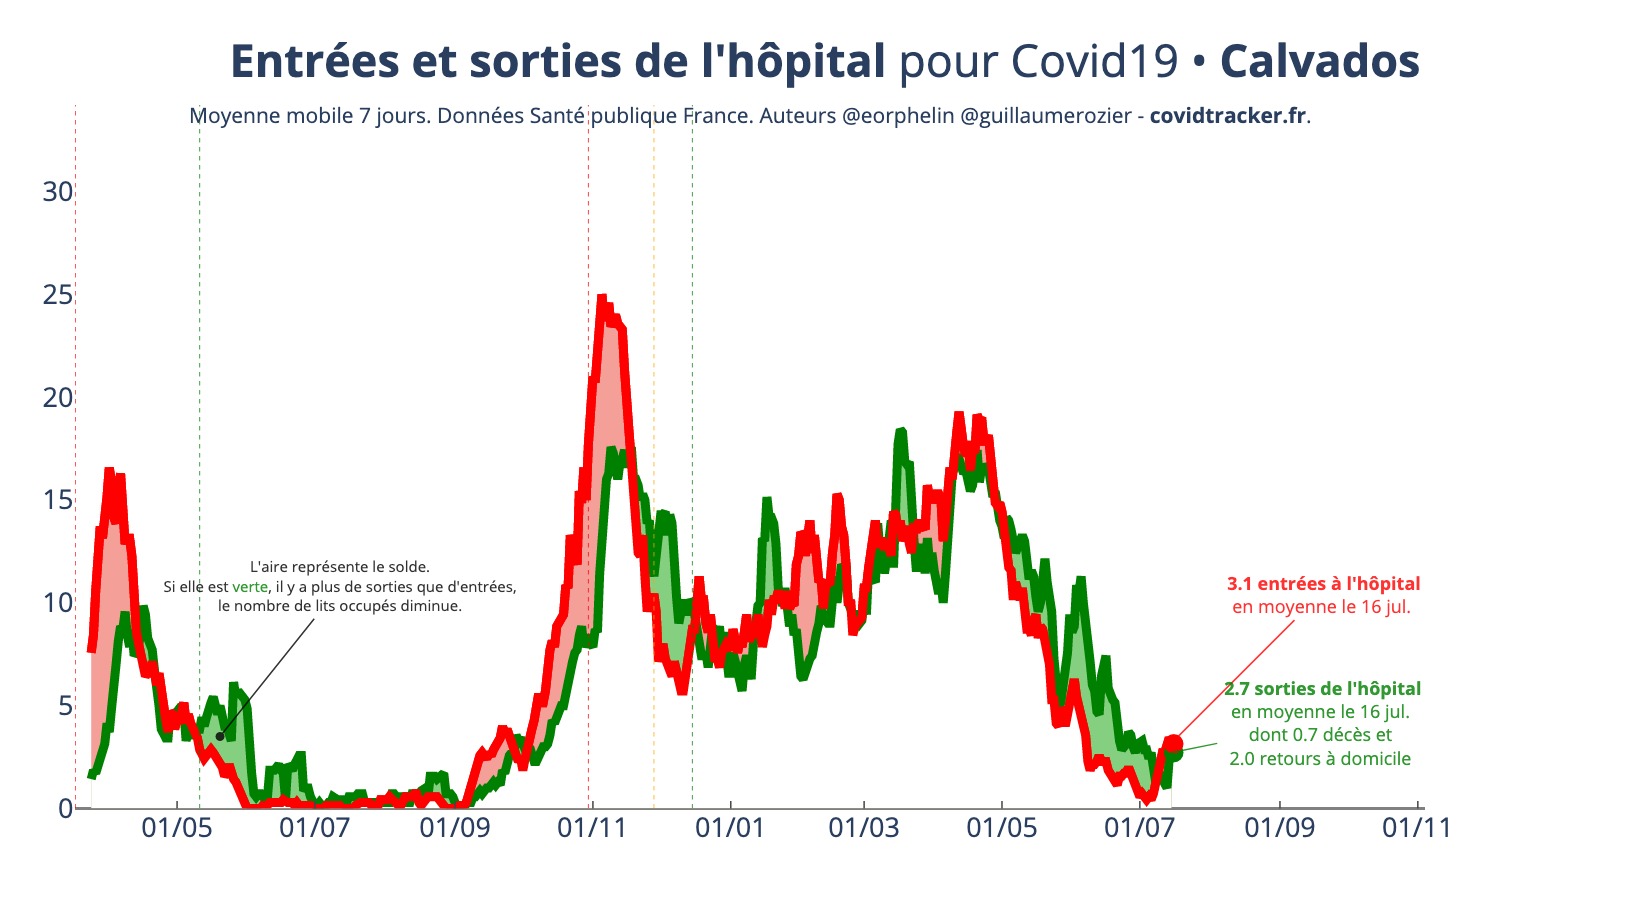 Entrées et sorties de l'hôpital pour Covid19 • Calvados
Moyenne mobile 7 jours. Données Santé publique France. Auteurs @eorphelin @guillaumerozier - covidtracker.fr.
30
25
20
15
10
5
0
L'aire représente le solde.
Si elle est verte, il y a plus de sorties que d'entrées,
le nombre de lits occupés diminue.
3.1 entrées à l'hôpital
en moyenne le 16 jul.
2.7 sorties de l'hôpital
en moyenne le 16 jul.
dont 0.7 décès et
2.0 retours à domicile
01/05 01/07 01/09 01/11 01/01 01/03 01/05 01/07 01/09 01/11